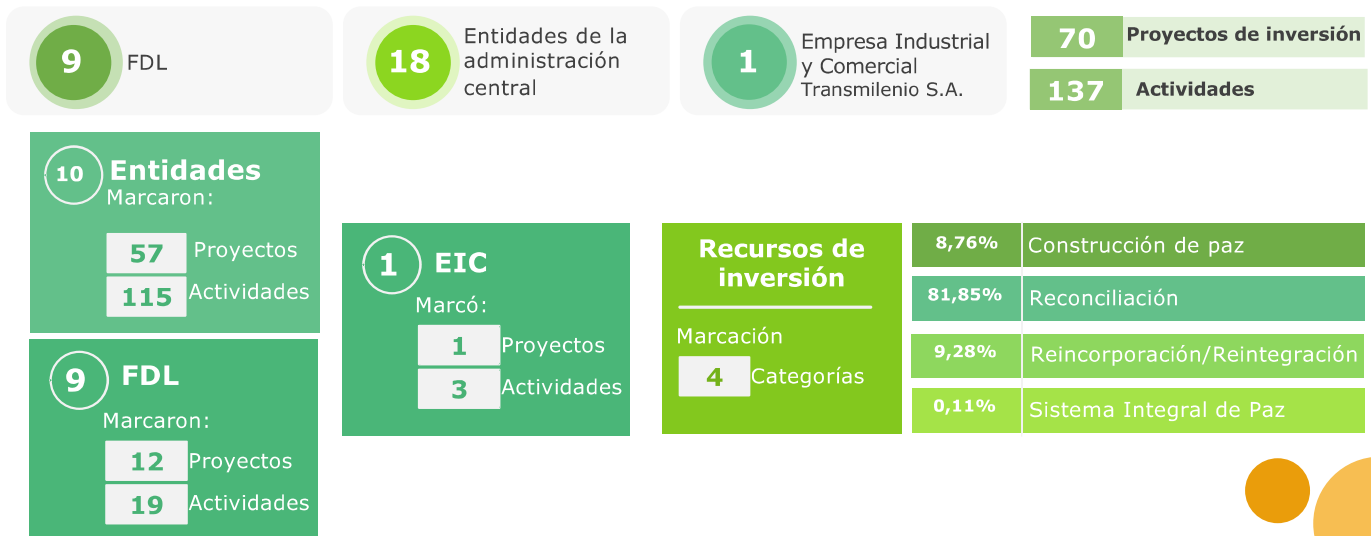 9
FDL
18
Entidades de la
administración
central
1
Empresa Industrial
y Comercial
Transmilenio S.A.
70
Proyectos de inversión
137
Actividades
10
Entidades
Marcaron:
57
Proyectos
115
Actividades
9
FDL
Marcaron:
12
Proyectos
19
Actividades
1
EIC
Marcó:
1
Proyectos
3
Actividades
Recursos de
inversión
Marcación
4
Categorías
8,76%
Construcción de paz
81,85%
Reconciliación
9,28%
Reincorporación/Reintegración
0,11%
Sistema Integral de Paz